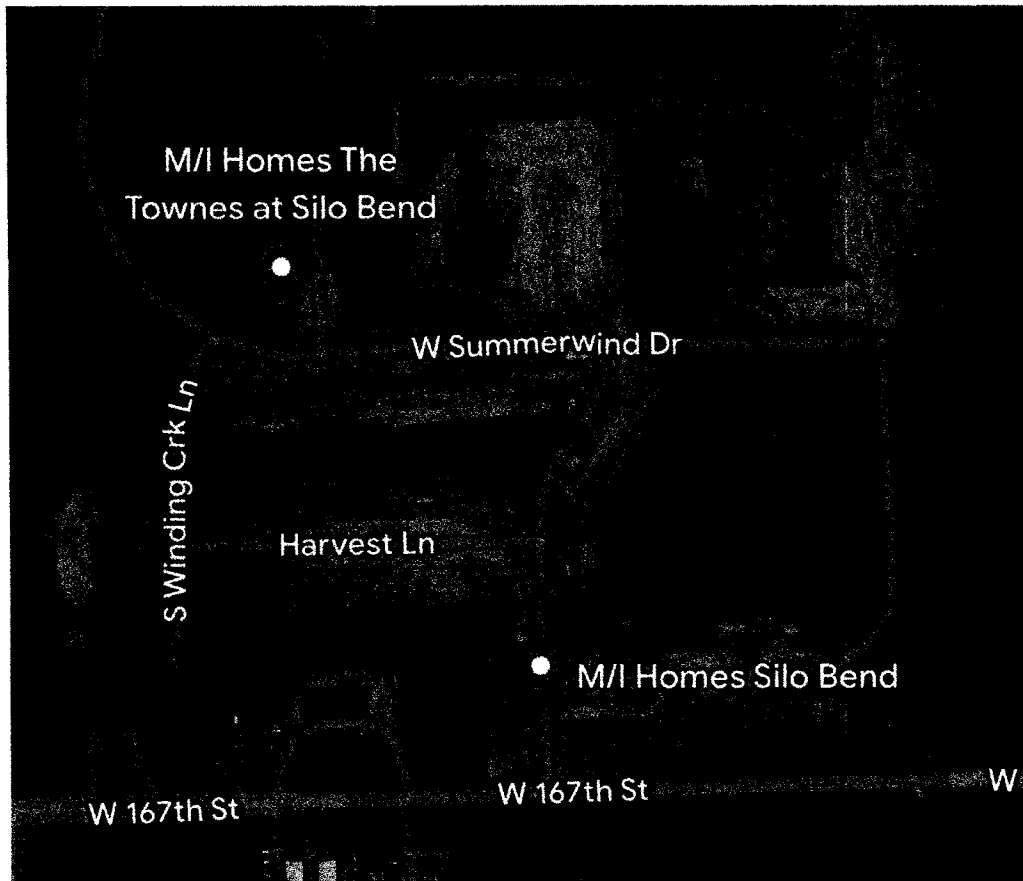 M/I Homes The
Townes at Silo Bend
W Summerwind Dr
S Winding Crk Ln
Harvest Ln
M/I Homes Silo Bend
W 167th St
W 167th St
W